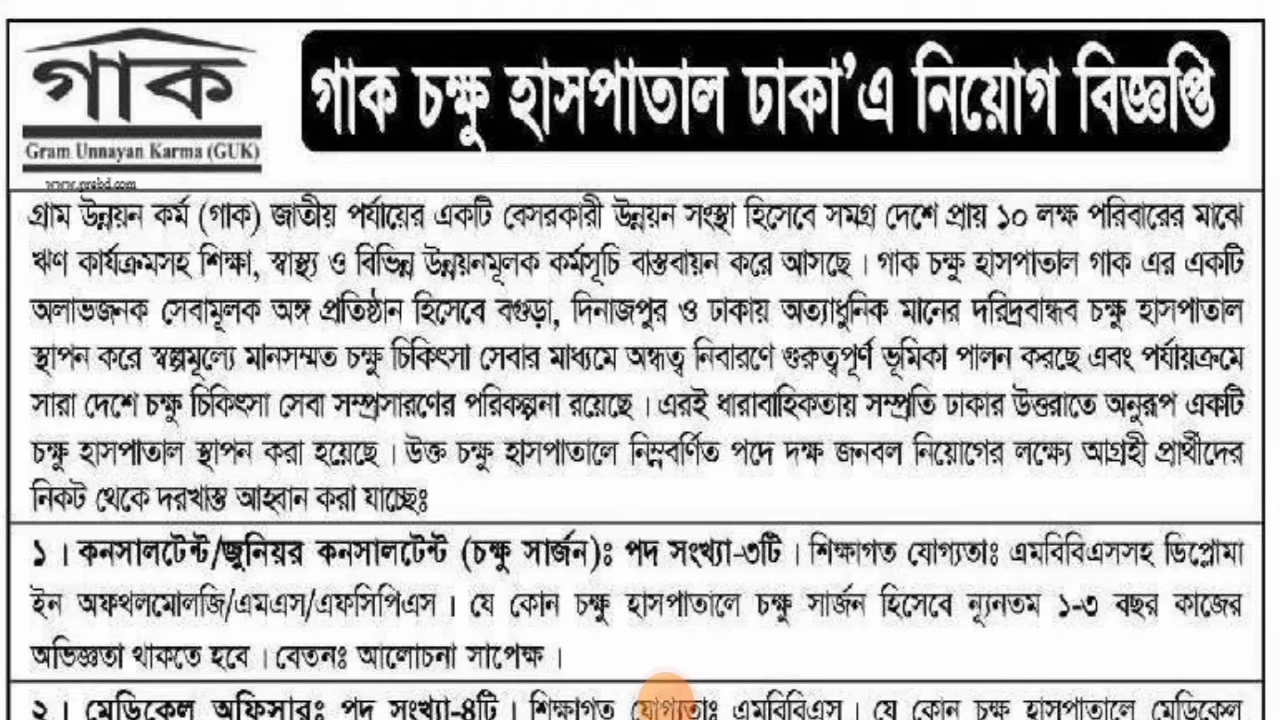 গাক
Gram Unnayan Karma (GUK)
গাক চক্ষু হাসপাতাল ঢাকা'এ নিয়োগ বিজ্ঞপ্তি
গ্রাম উন্নয়ন কর্ম (গাক) জাতীয় পর্যায়ের একটি বেসরকারী উন্নয়ন সংস্থা হিসেবে সমগ্র দেশে প্রায় ১০ লক্ষ পরিবারের মাঝে
ঋণ কার্যক্রমসহ শিক্ষা, স্বাস্থ্য ও বিভিন্ন উন্নয়নমূলক কর্মসূচি বাস্তবায়ন করে আসছে। গাক চক্ষু হাসপাতাল গাক এর একটি
অলাভজনক সেবামূলক অঙ্গ প্রতিষ্ঠান হিসেবে বগুড়া, দিনাজপুর ও ঢাকায় অত্যাধুনিক মানের দরিদ্রবান্ধব চক্ষু হাসপাতাল
স্থাপন করে স্বল্পমূল্যে মানসম্মত চক্ষু চিকিৎসা সেবার মাধ্যমে অন্ধত্ব নিবারণে গুরুত্বপূর্ণ ভূমিকা পালন করছে এবং পর্যায়ক্রমে
সারা দেশে চক্ষু চিকিৎসা সেবা সম্প্রসারণের পরিকল্পনা রয়েছে। এরই ধারাবাহিকতায় সম্প্রতি ঢাকার উত্তরাতে অনুরূপ একটি
চক্ষু হাসপাতাল স্থাপন করা হয়েছে। উক্ত চক্ষু হাসপাতালে নিম্নবর্ণিত পদে দক্ষ জনবল নিয়োগের লক্ষ্যে আগ্রহী প্রার্থীদের
নিকট থেকে দরখাস্ত আহ্বান করা যাচ্ছেঃ
১। কনসালটেন্ট/জুনিয়র কনসালটেন্ট (চক্ষু সার্জন)ঃ পদ সংখ্যা-৩টি। শিক্ষাগত যোগ্যতাঃ এমবিবিএসসহ ডিপ্লোমা
ইন অফথলমোলজি/এমএস/এফসিপিএস। যে কোন চক্ষু হাসপাতালে চক্ষু সার্জন হিসেবে ন্যূনতম ১-৩ বছর কাজের
অভিজ্ঞতা থাকতে হবে। বেতনঃ আলোচনা সাপেক্ষ।
২। মেডিকেল অফিসারঃ পদ সংখ্যা-৪টি। শিক্ষাগত যোগ্যতাঃ এমবিবিএস। যে কোন চক্ষু হাসপাতালে মেডিকেল